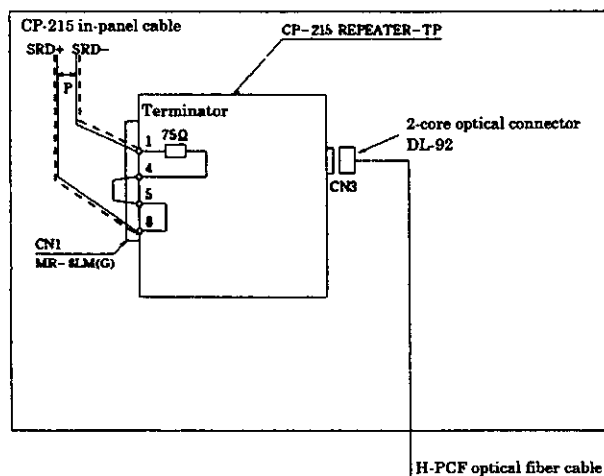 CP-215 in-panel cable
SRD+ SRD-
P
CP-215 REPEATER-TP
Terminator
1
75Ω
4
5
8
CN1
MR-8LM(G)
2-core optical connector
DL-92
CN3
H-PCF optical fiber cable